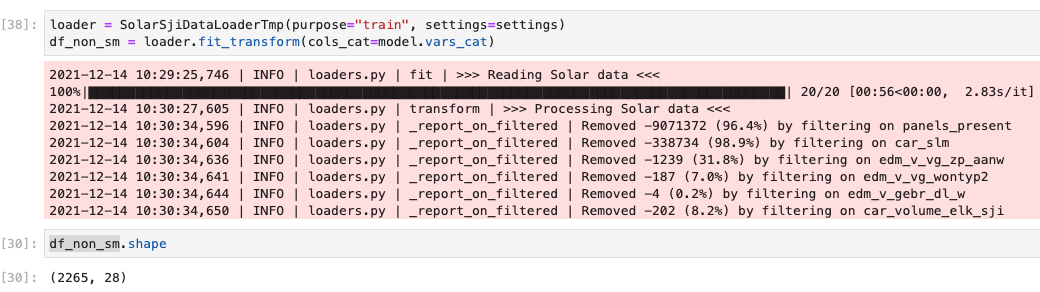 [38]: loader = SolarSjiDataLoaderTmp(purpose="train", settings=settings)
df_non_sm = loader.fit_transform(cols_cat=model.vars_cat)
2021-12-14 10:29:25,746 | INFO | loaders.py | fit | >>> Reading Solar data <<<
100%|██████████| 20/20 [00:56<00:00,  2.83s/it]
2021-12-14 10:30:27,605 | INFO | loaders.py | transform | >>> Processing Solar data <<<
2021-12-14 10:30:34,596 | INFO | loaders.py | _report_on_filtered | Removed -9071372 (96.4%) by filtering on panels_present
2021-12-14 10:30:34,604 | INFO | loaders.py | _report_on_filtered | Removed -338734 (98.9%) by filtering on car_slm
2021-12-14 10:30:34,636 | INFO | loaders.py | _report_on_filtered | Removed -1239 (31.8%) by filtering on edm_v_vg_zp_aanw
2021-12-14 10:30:34,641 | INFO | loaders.py | _report_on_filtered | Removed -187 (7.0%) by filtering on edm_v_vg_wontyp2
2021-12-14 10:30:34,644 | INFO | loaders.py | _report_on_filtered | Removed -4 (0.2%) by filtering on edm_v_gebr_dl_w
2021-12-14 10:30:34,650 | INFO | loaders.py | _report_on_filtered | Removed -202 (8.2%) by filtering on car_volume_elk_sji
[30]: df_non_sm.shape
[30]: (2265, 28)